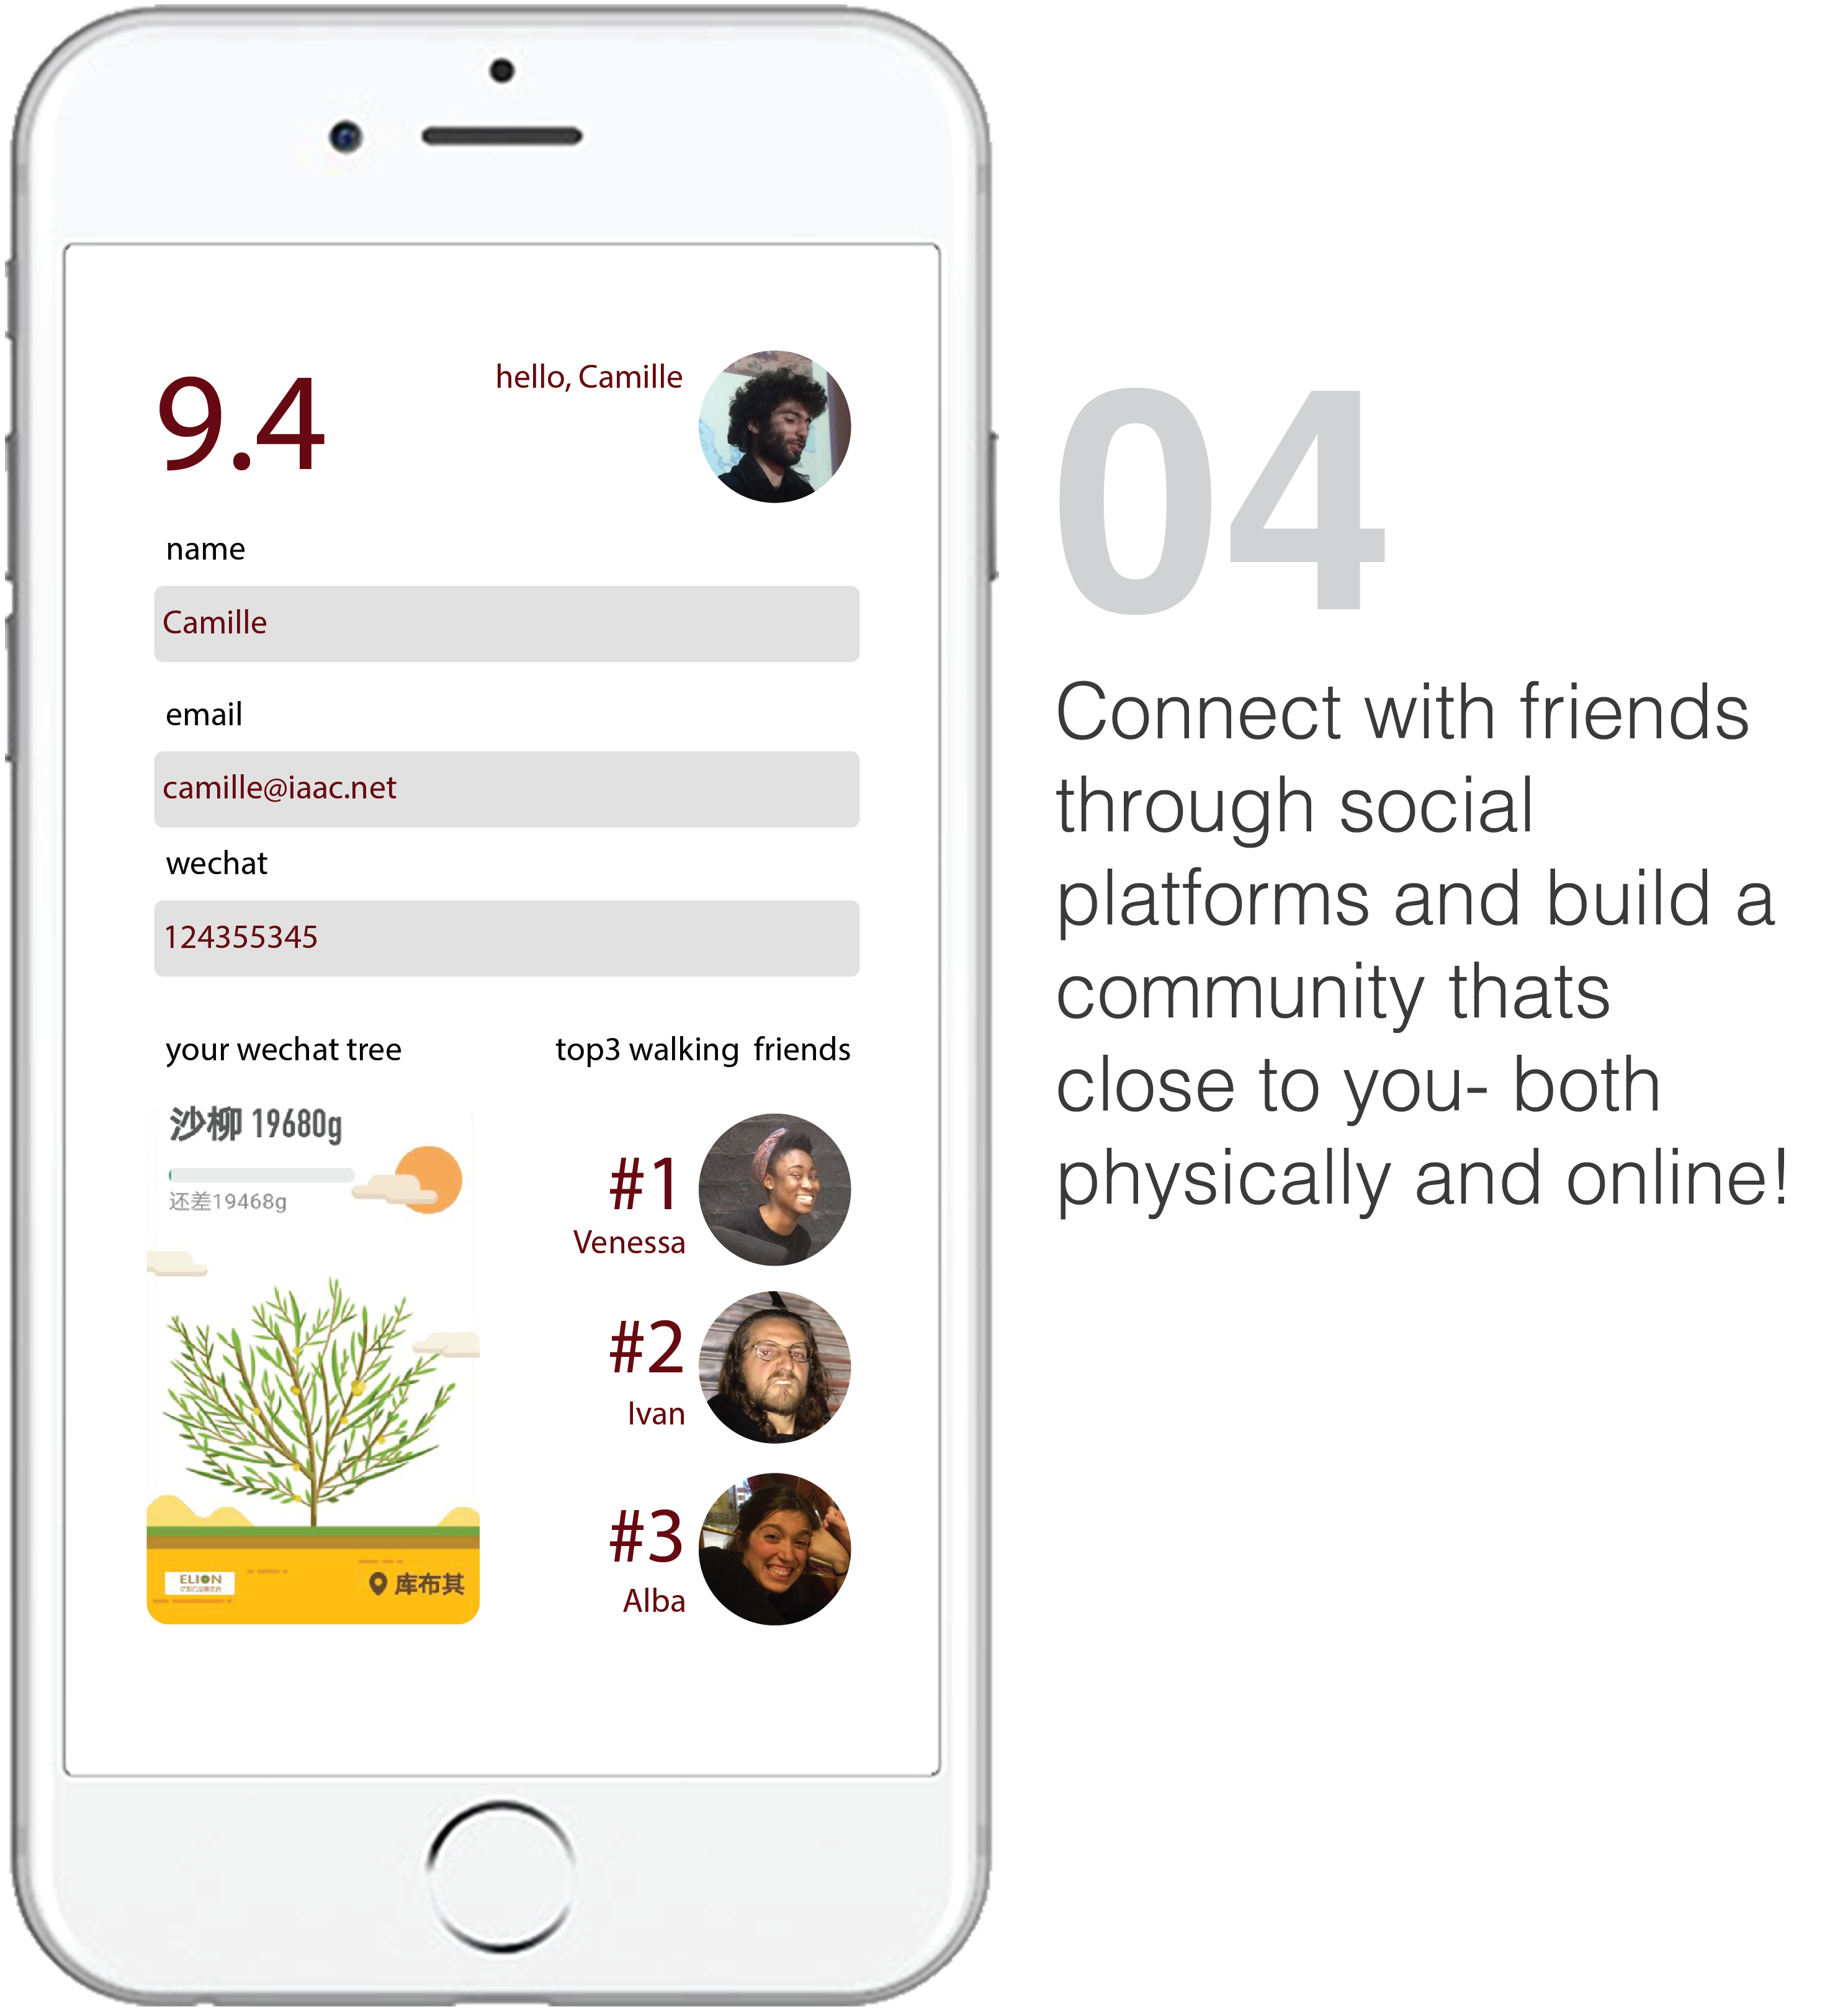 9.4
hello, Camille
name
Camille
email
camille@iaac.net
wechat
124355345
your wechat tree
沙柳 19680g
还差19468g
ELION
库布其
top3 walking friends
#1
Venessa
#2
Ivan
#3
Alba
04
Connect with friends
through social
platforms and build a
community thats
close to you- both
physically and online!